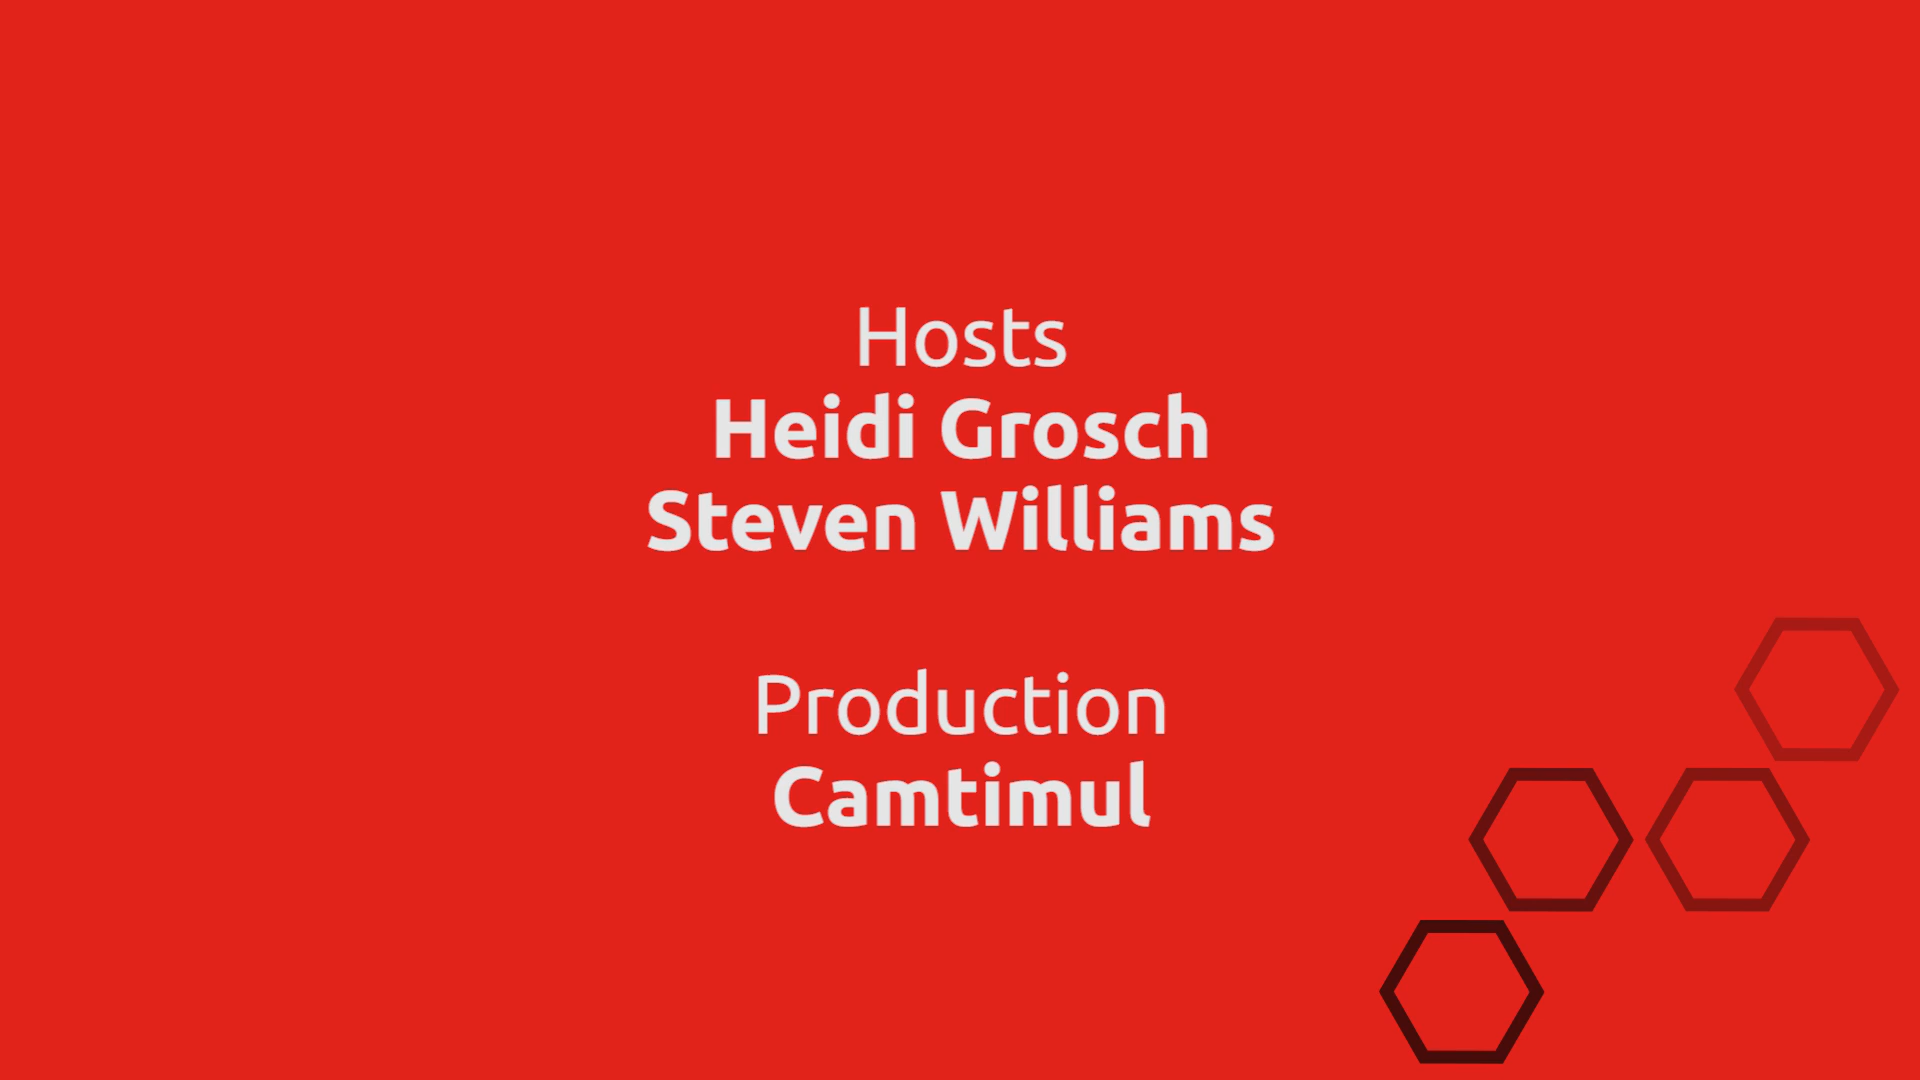 Hosts
Heidi Grosch
Steven Williams
Production
Camtimul